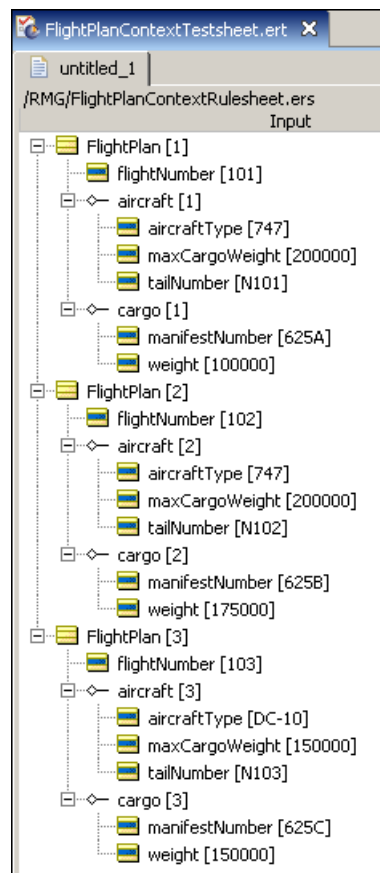 FlightPlanContextTestsheet.ert
untitled_1
/RMG/FlightPlanContextRulesheet.ers
Input
FlightPlan [1]
flightNumber [101]
aircraft [1]
aircraftType [747]
maxCargoWeight [200000]
tailNumber [N101]
cargo [1]
manifestNumber [625A]
weight [100000]
FlightPlan [2]
flightNumber [102]
aircraft [2]
aircraftType [747]
maxCargoWeight [200000]
tailNumber [N102]
cargo [2]
manifestNumber [625B]
weight [175000]
FlightPlan [3]
flightNumber [103]
aircraft [3]
aircraftType [DC-10]
maxCargoWeight [150000]
tailNumber [N103]
cargo [3]
manifestNumber [625C]
weight [150000]